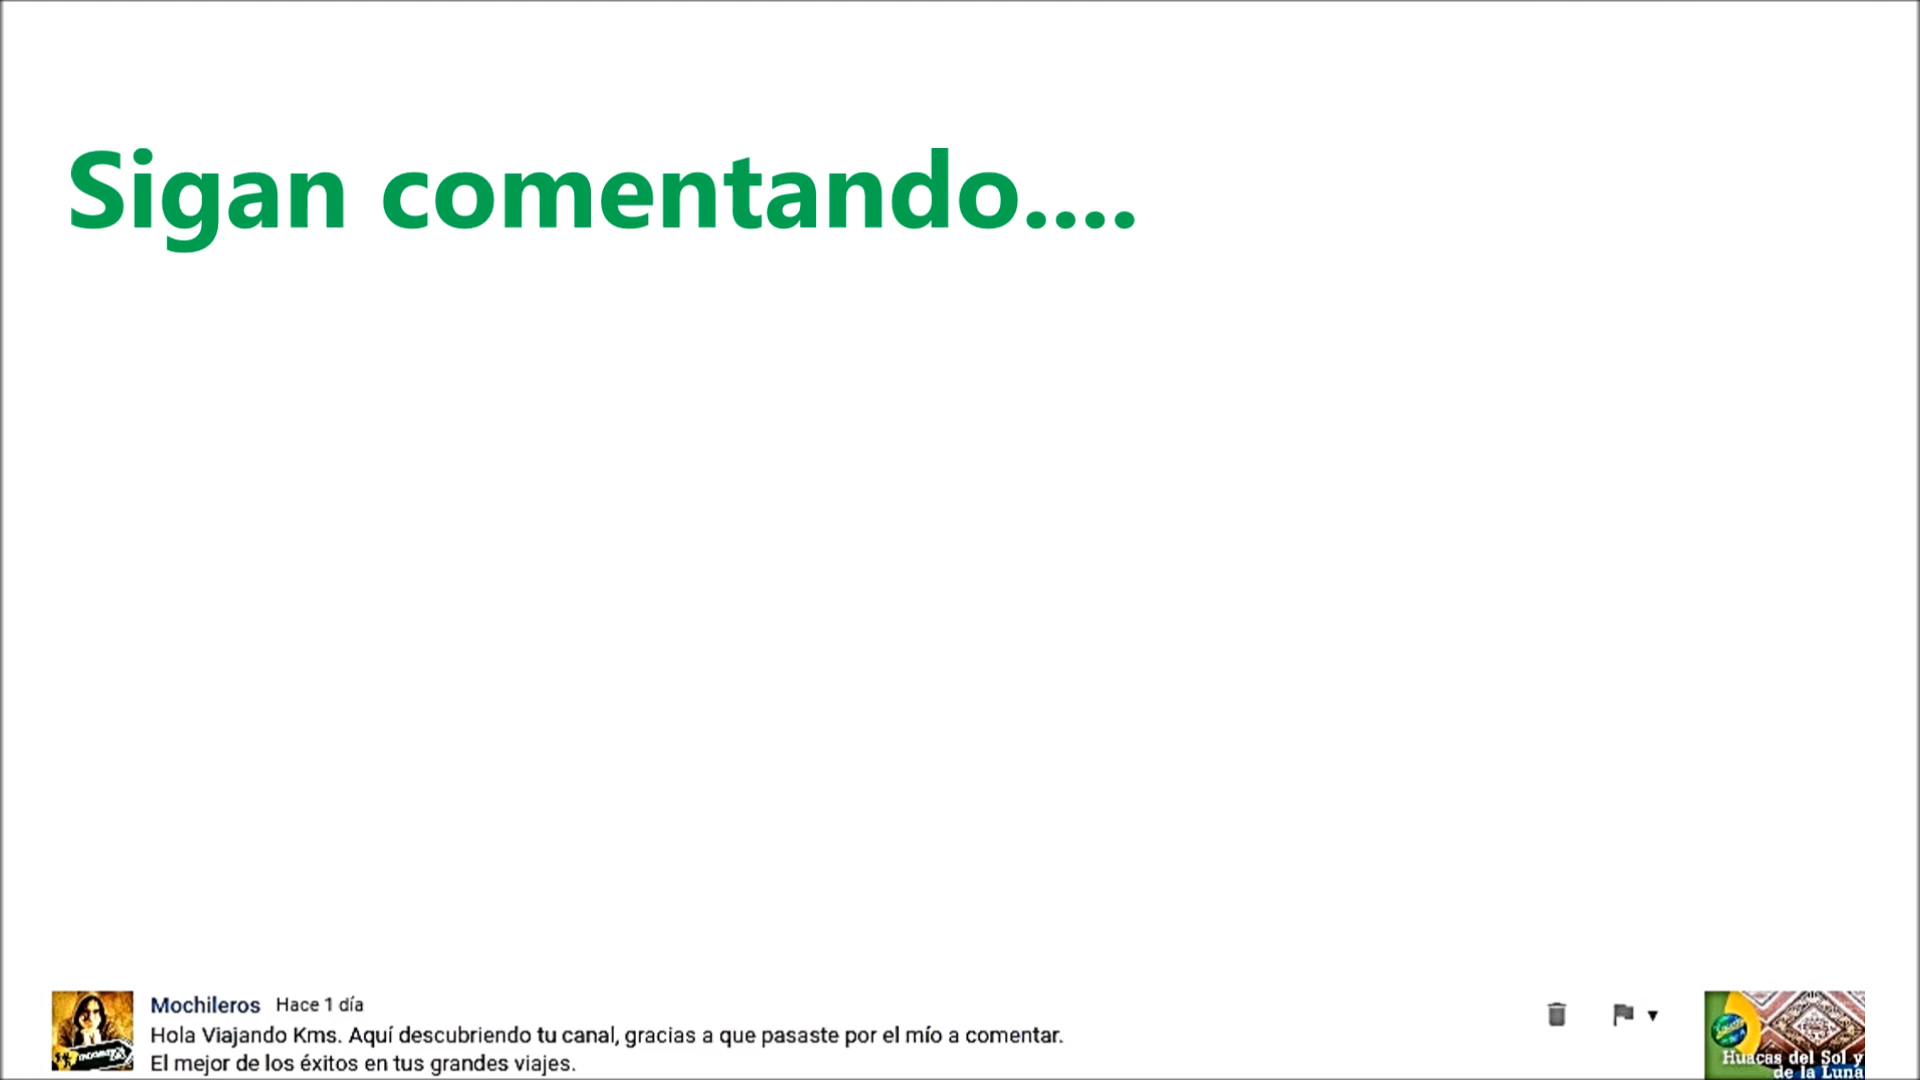 Sigan comentando....
Mochileros Hace 1 día
Hola Viajando Kms. Aquí descubriendo tu canal, gracias a que pasaste por el mío a comentar.
El mejor de los éxitos en tus grandes viajes.
Huacas del Sol y
de la Luna